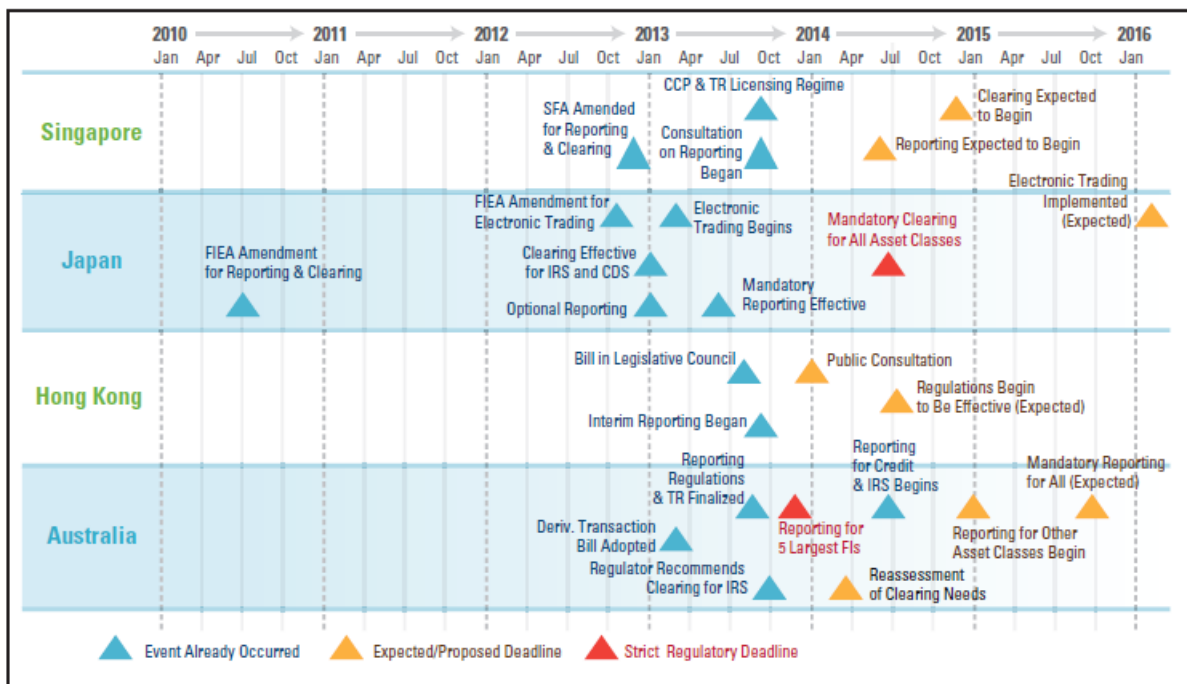 2010 2011 2012 2013 2014 2015 2016
Jan Apr Jul Oct Jan Apr Jul Oct Jan Apr Jul Oct Jan Apr Jul Oct Jan Apr Jul Oct Jan Apr Jul Oct Jan
Singapore
SFA Amended
for Reporting
& Clearing
CCP & TR Licensing Regime
Consultation
on Reporting
Began
Clearing Expected
to Begin
Reporting Expected to Begin
Japan
FIEA Amendment
for Reporting & Clearing
FIEA Amendment for
Electronic Trading
Electronic
Trading Begins
Clearing Effective
for IRS and CDS
Optional Reporting
Mandatory
Reporting Effective
Mandatory Clearing
for All Asset Classes
Electronic Trading
Implemented
(Expected)
Hong Kong
Bill in Legislative Council
Public Consultation
Regulations Begin
to Be Effective (Expected)
Interim Reporting Began
Australia
Reporting
Regulations
& TR Finalized
Reporting for
5 Largest FIs
Reporting
for Credit
& IRS Begins
Mandatory Reporting
for All (Expected)
Reporting for Other
Asset Classes Begin
Deriv. Transaction
Bill Adopted
Regulator Recommends
Clearing for IRS
Reassessment
of Clearing Needs
Event Already Occurred
Expected/Proposed Deadline
Strict Regulatory Deadline